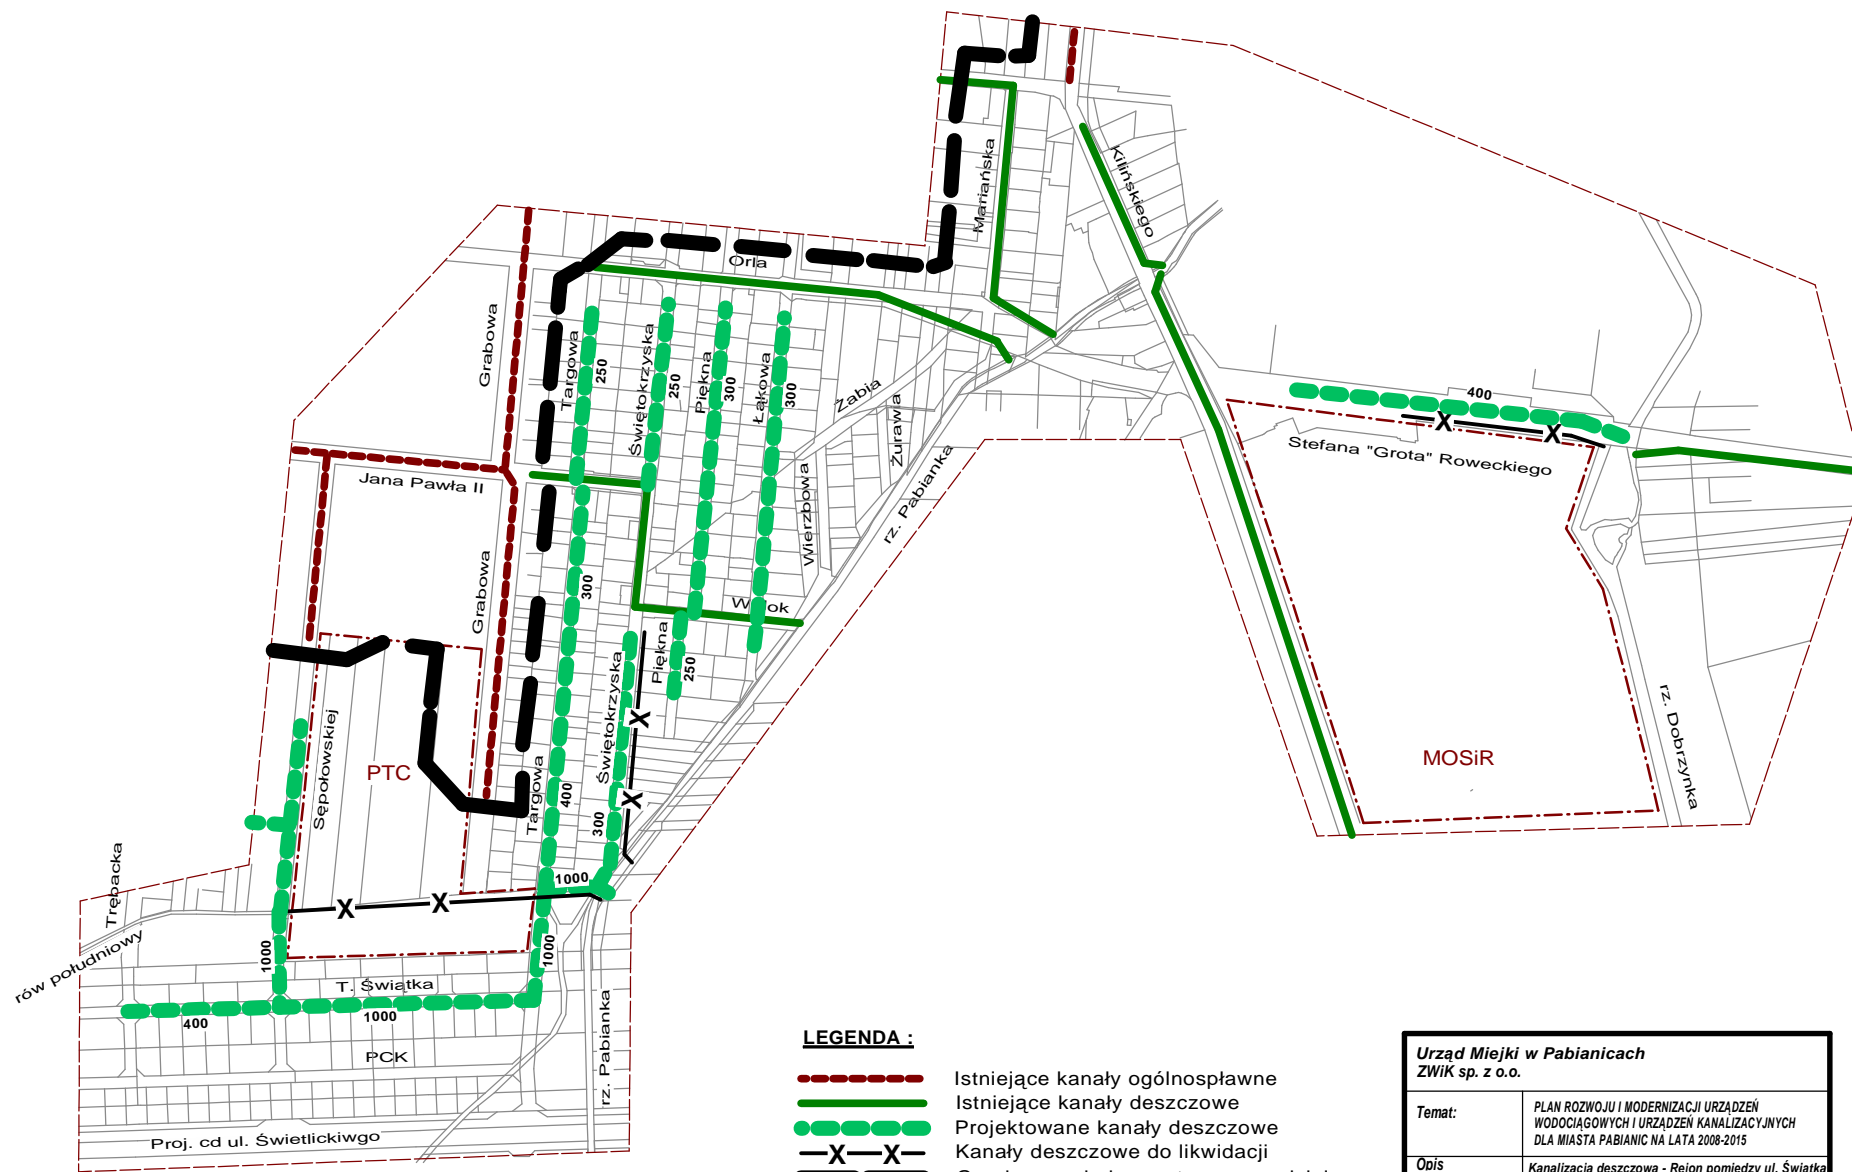 Mariańska
Kilińskiego
Orla
Grabowa
Targowa
250
Świętokrzyska
250
Piękna
300
Łąkowa
300
Żabia
Żurawia
rz. Pabianka
Wierzbowa
400
Stefana "Grota" Roweckiego
Jana Pawła II
Grabowa
300
Piękna
250
Świętokrzyska
Sępołowskiej
PTC
Targowa
400
300
MOSiR
rz. Dobrzynka
Trębacka
1000
rów południowy
1000
1000
T. Świątka
400
1000
PCK
rz. Pabianka
Proj. cd ul. Świetlickiwgo
LEGENDA :
Istniejące kanały ogólnospławne
Istniejące kanały deszczowe
Projektowane kanały deszczowe
X X Kanały deszczowe do likwidacji
Urząd Miejki w Pabianicach
ZWiK sp. z o.o.
Temat:
PLAN ROZWOJU I MODERNIZACJI URZĄDZEŃ
WODOCIĄGOWYCH I URZĄDZEŃ KANALIZACYJNYCH
DLA MIASTA PABIANIC NA LATA 2008-2015
Opis
Kanalizacja deszczowa - Rejon pomiędzy ul. Świątka